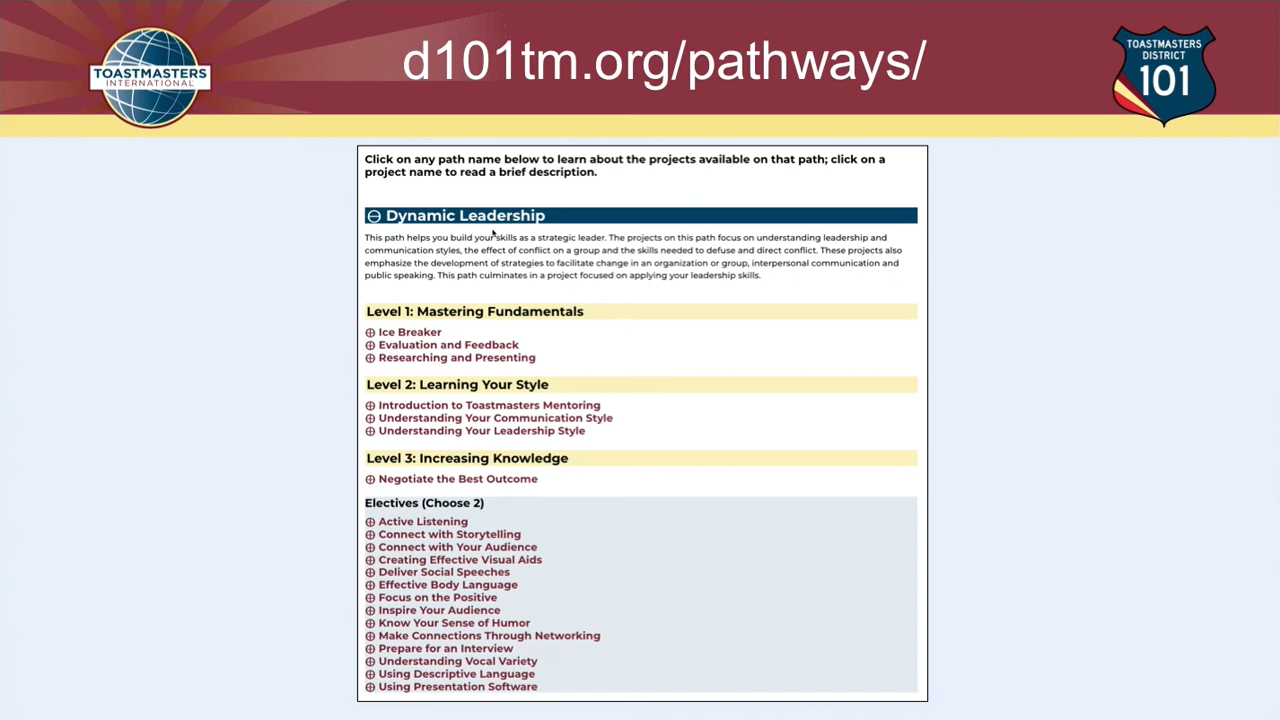 d101tm.org/pathways/
TOASTMASTERS
INTERNATIONAL
TOASTMASTERS
DISTRICT
101
Click on any path name below to learn about the projects available on that path; click on a
project name to read a brief description.
Dynamic Leadership
This path helps you build your skills as a strategic leader. The projects on this path focus on understanding leadership and
communication styles, the effect of conflict on a group and the skills needed to defuse and direct conflict. These projects also
emphasize the development of strategies to facilitate change in an organization or group, interpersonal communication and
public speaking. This path culminates in a project focused on applying your leadership skills.
Level 1: Mastering Fundamentals
Ice Breaker
Evaluation and Feedback
Researching and Presenting
Level 2: Learning Your Style
Introduction to Toastmasters Mentoring
Understanding Your Communication Style
Understanding Your Leadership Style
Level 3: Increasing Knowledge
Negotiate the Best Outcome
Electives (Choose 2)
Active Listening
Connect with Storytelling
Connect with Your Audience
Creating Effective Visual Aids
Deliver Social Speeches
Effective Body Language
Focus on the Positive
Inspire Your Audience
Know Your Sense of Humor
Make Connections Through Networking
Prepare for an Interview
Understanding Vocal Variety
Using Descriptive Language
Using Presentation Software